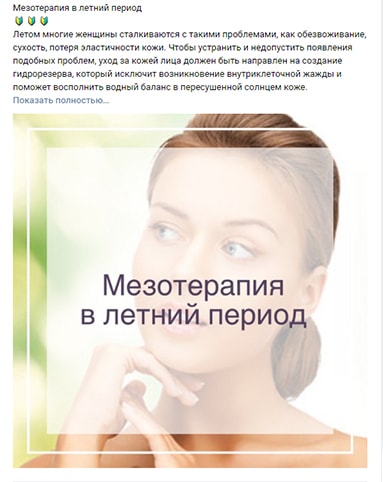 Мезотерапия в летний период
🔰 🔰 🔰
Летом многие женщины сталкиваются с такими проблемами, как обезвоживание,
сухость, потеря эластичности кожи. Чтобы устранить и недопустить появления
подобных проблем, уход за кожей лица должен быть направлен на создание
гидрорезерва, который исключит возникновение внутриклеточной жажды и
поможет восполнить водный баланс в пересушенной солнцем коже.
Показать полностью...
Мезотерапия
в летний период